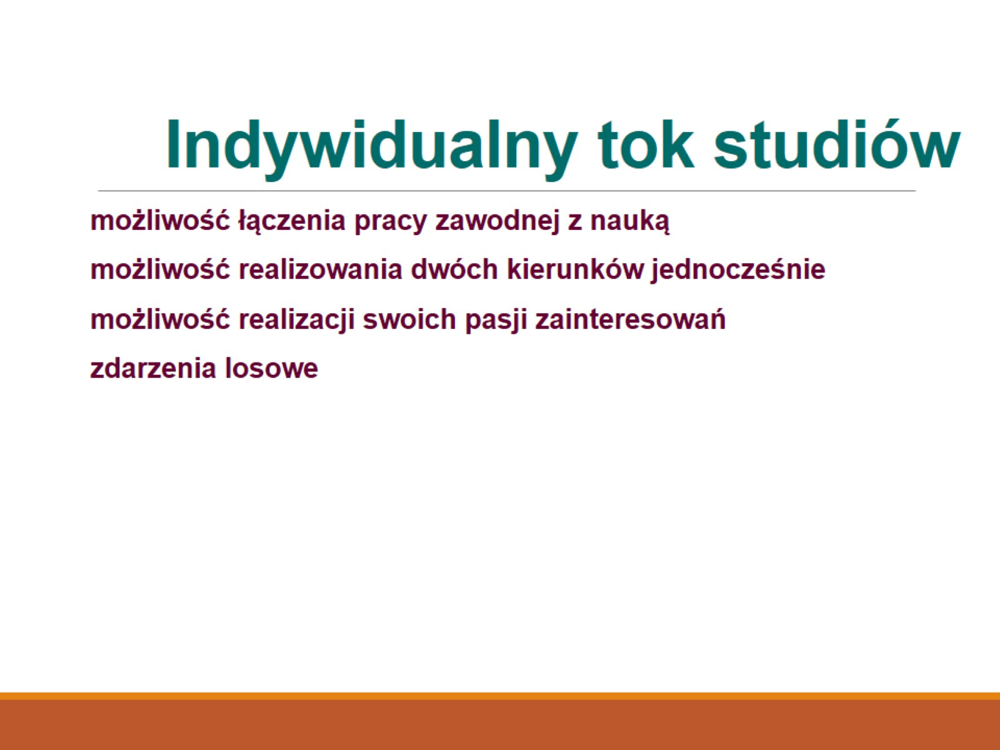 Indywidualny tok studiów
możliwość łączenia pracy zawodnej z nauką
możliwość realizowania dwóch kierunków jednocześnie
możliwość realizacji swoich pasji zainteresowań
zdarzenia losowe